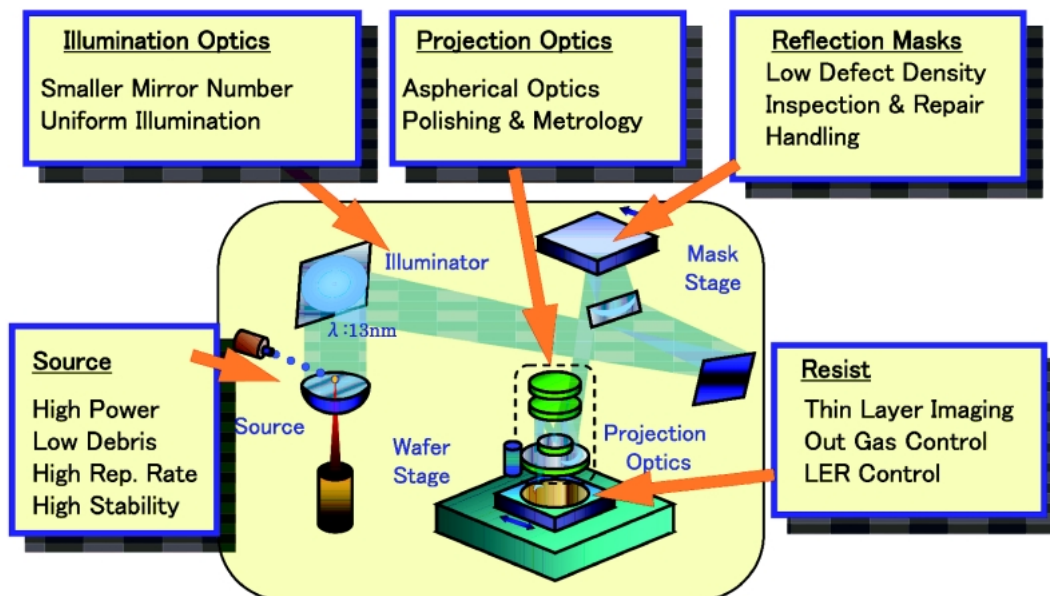 Illumination Optics
Smaller Mirror Number
Uniform Illumination
Projection Optics
Aspherical Optics
Polishing & Metrology
Reflection Masks
Low Defect Density
Inspection & Repair
Handling
Illuminator
Mask
Stage
λ:13nm
Source
High Power
Low Debris
High Rep. Rate
High Stability
Source
Wafer
Stage
Projection
Optics
Resist
Thin Layer Imaging
Out Gas Control
LER Control